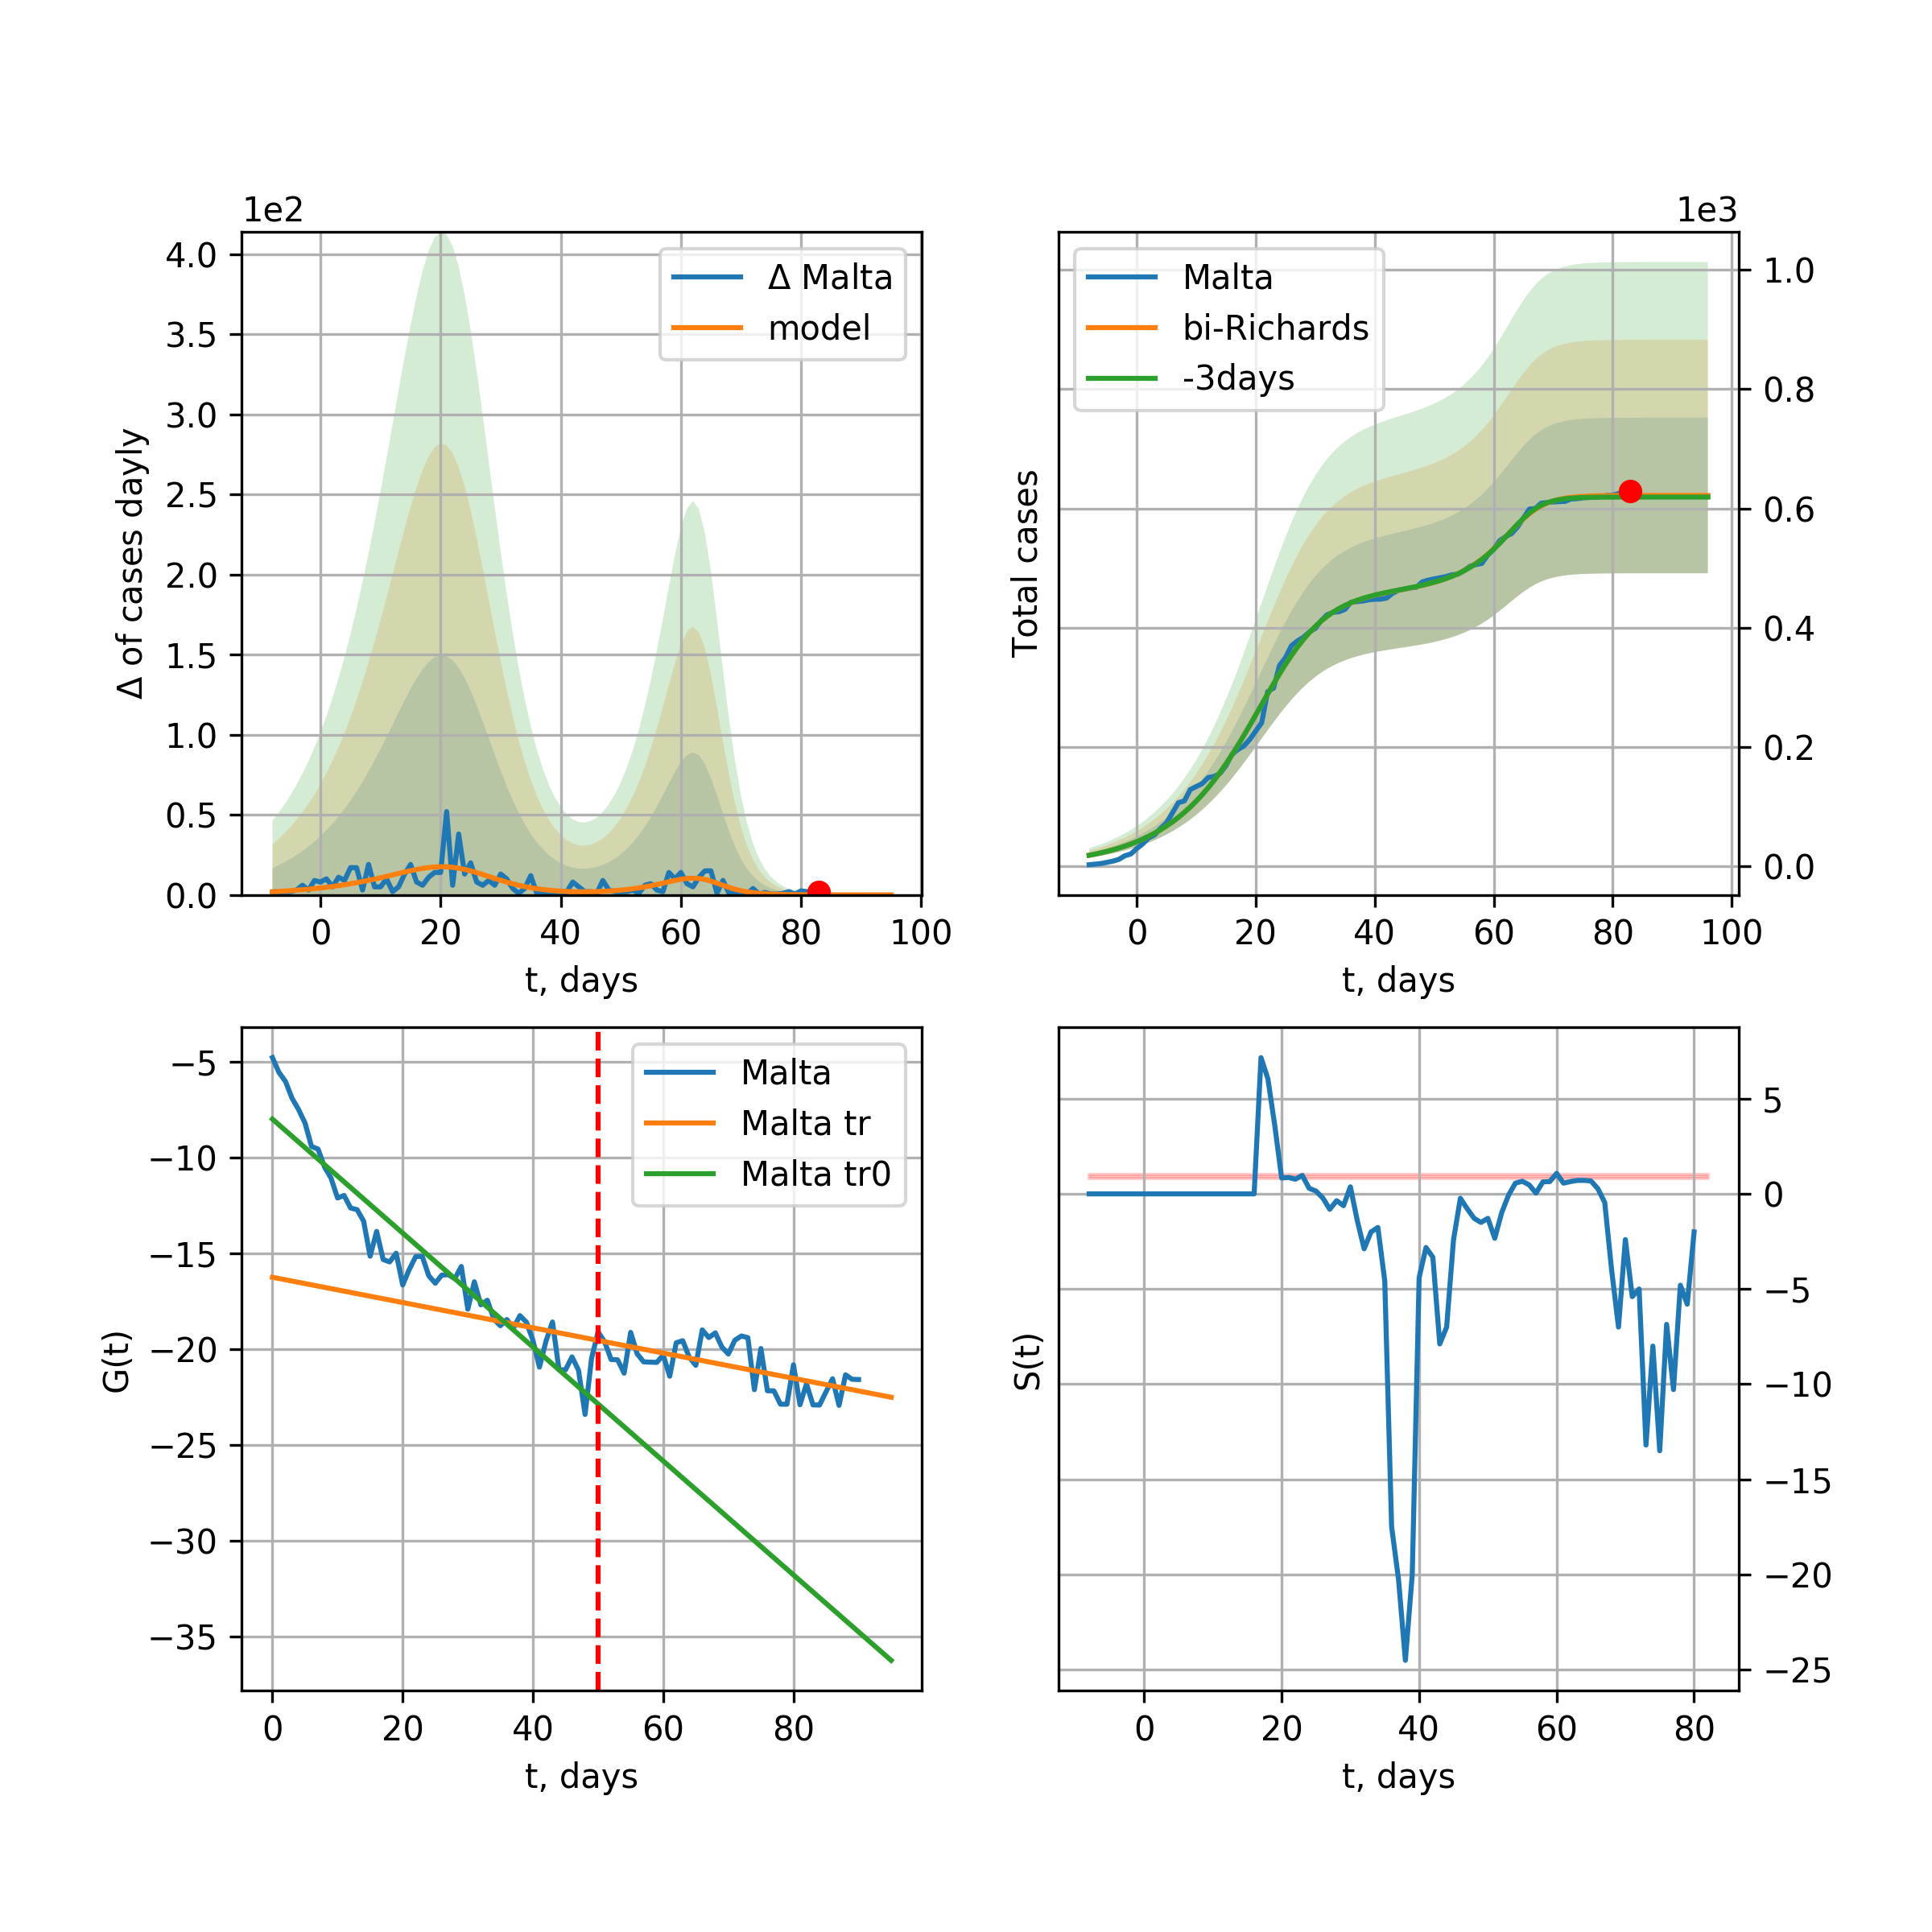 1e2
4.0
3.5
3.0
2.5
2.0
1.5
1.0
0.5
0.0
Δ of cases dayly
Δ Malta
model
0 20 40 60 80 100
t, days
1e3
1.0
0.8
0.6
0.4
0.2
0.0
Total cases
Malta
bi-Richards
-3days
0 20 40 60 80 100
t, days
−5
−10
−15
−20
−25
−30
−35
G(t)
Malta
Malta tr
Malta tr0
0 20 40 60 80
t, days
5
0
−5
−10
−15
−20
−25
S(t)
0 20 40 60 80
t, days